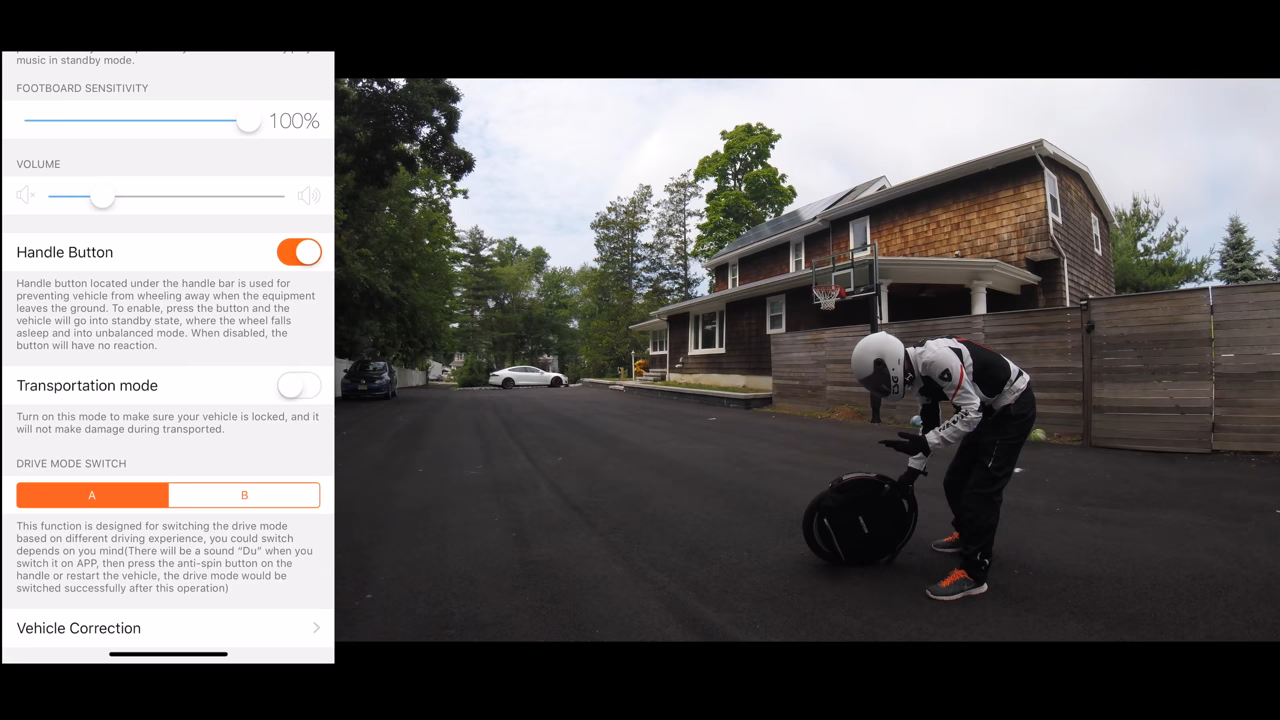 music in standby mode.
FOOTBOARD SENSITIVITY
100%
VOLUME
Handle Button
Handle button located under the handle bar is used for
preventing vehicle from wheeling away when the equipment
leaves the ground. To enable, press the button and the
vehicle will go into standby state, where the wheel falls
asleep and into unbalanced mode. When disabled, the
button will have no reaction.
Transportation mode
Turn on this mode to make sure your vehicle is locked, and it
will not make damage during transported.
DRIVE MODE SWITCH
A
B
This function is designed for switching the drive mode
based on different driving experience, you could switch
depends on you mind(There will be a sound “Du” when you
switch it on APP, then press the anti-spin button on the
handle or restart the vehicle, the drive mode would be
switched successfully after this operation)
Vehicle Correction